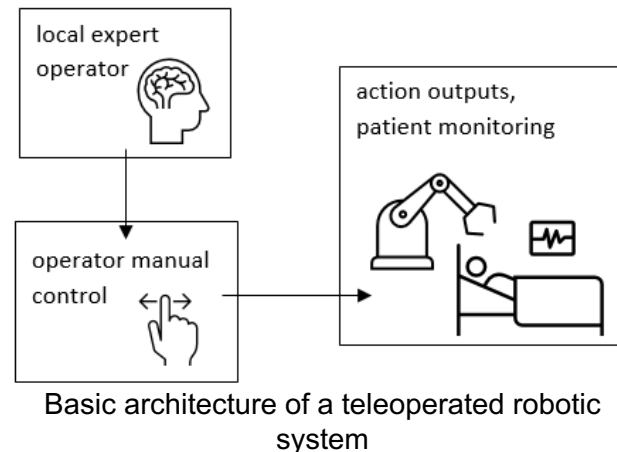 local expert
operator
action outputs,
patient monitoring
operator manual
control
Basic architecture of a teleoperated robotic
system